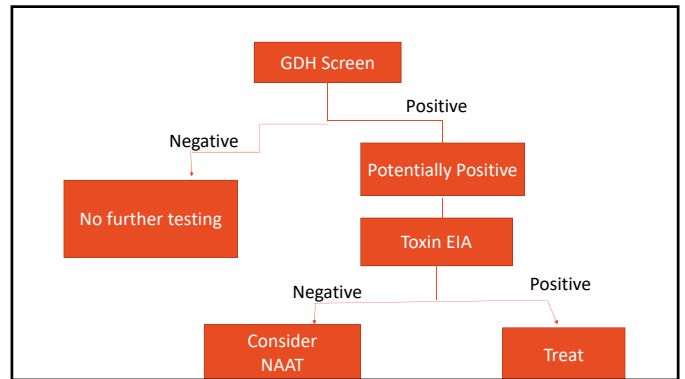 GDH Screen
Positive
Negative
Potentially Positive
No further testing
Toxin EIA
Negative
Positive
Consider
NAAT
Treat